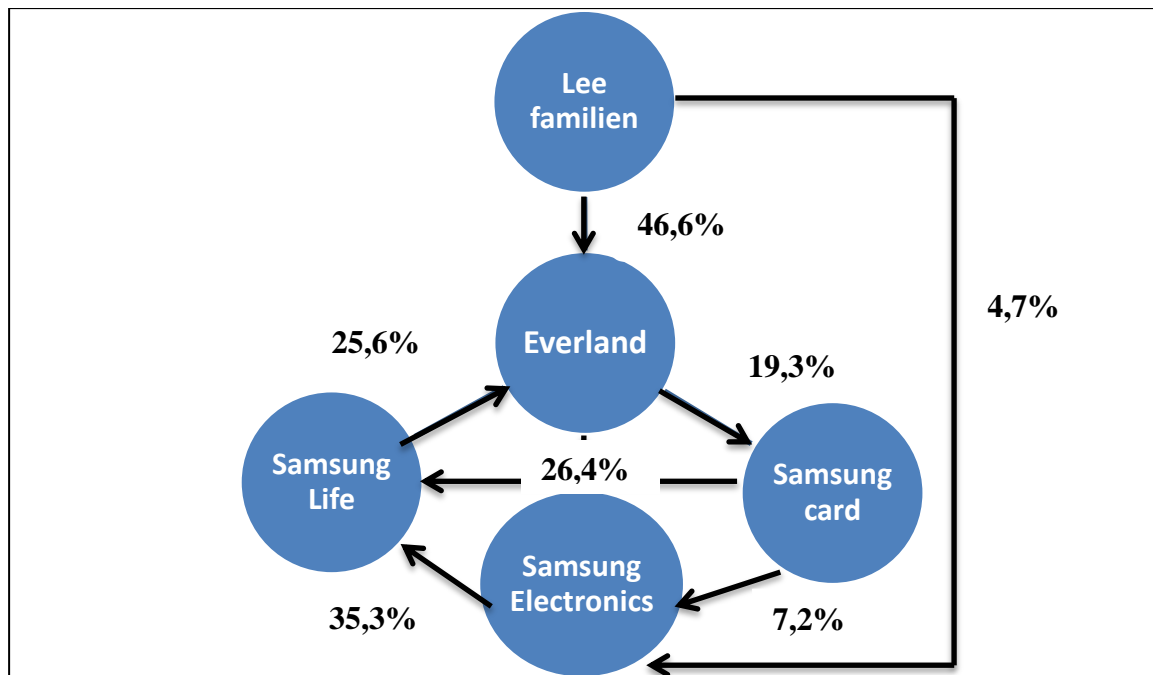 Lee
familien
46,6%
4,7%
Everland
25,6%
19,3%
Samsung
Life
26,4%
Samsung
card
Samsung
Electronics
35,3%
7,2%